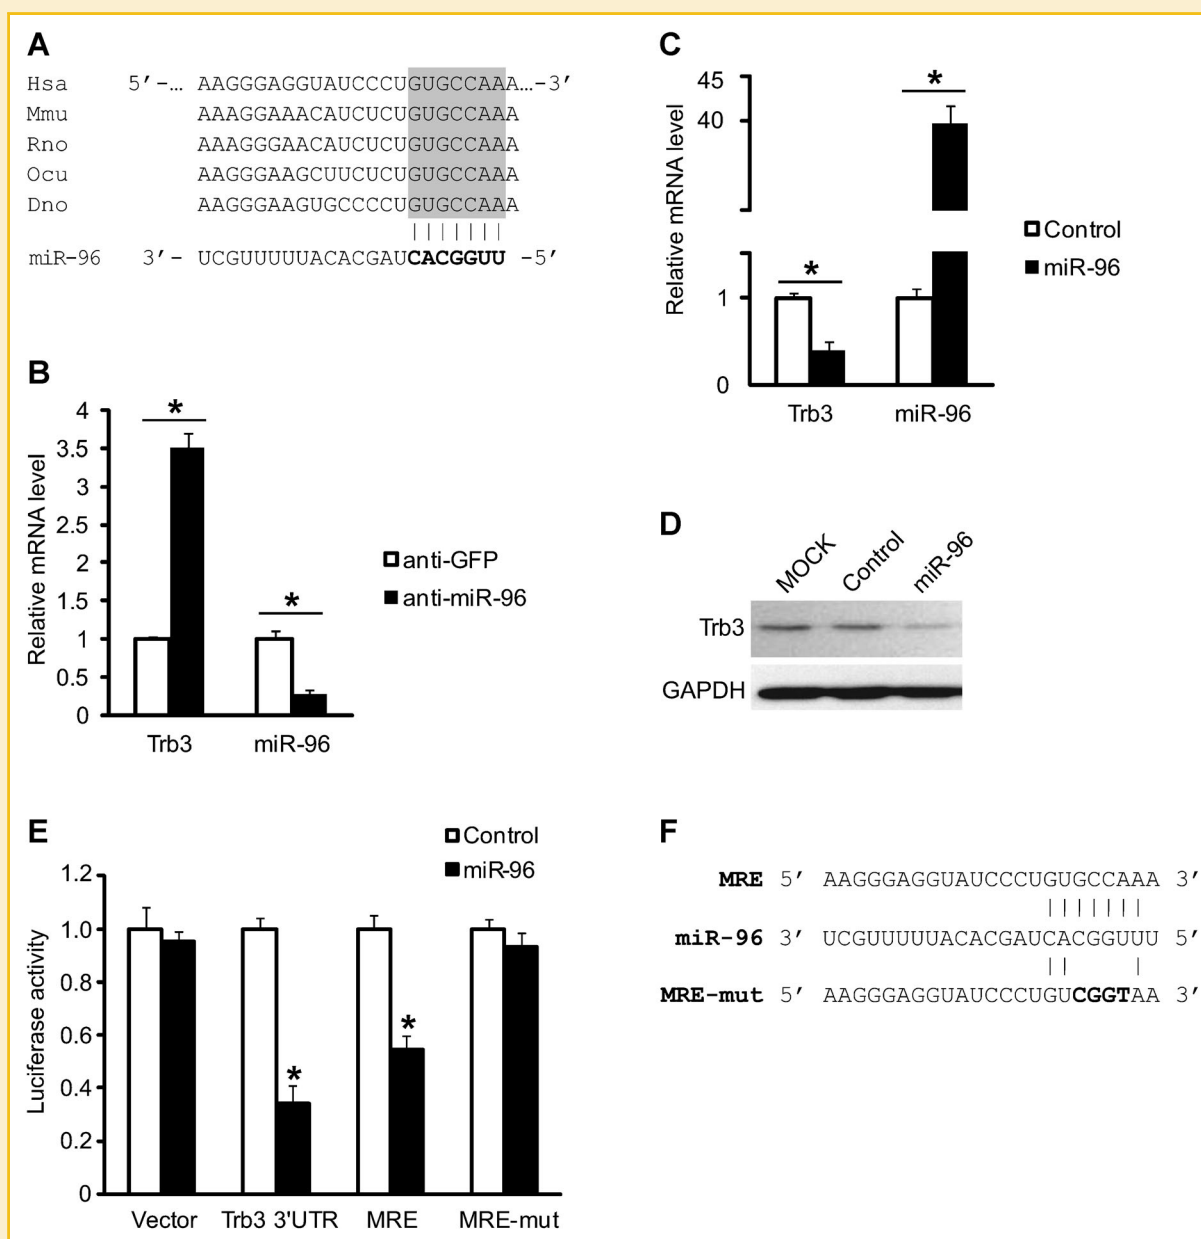 A
Hsa 5′-… AAGGGAGGUAUCCCUGUGCCAAA…-3′
Mmu AAAGGAAACAUCUCUGUGCCAAA
Rno AAAGGAACAUCUCUGUGCCAAA
Ocu AAGGGAAGCUUCUCUGUGCCAAA
Dno AAGGGAAGUGCCCCUGUGCCAAA
miR-96 3′- UCGUUUUUACACGAUCACGGUU -5′
B
Relative mRNA level
4
3.5
3
2.5
2
1.5
1
0.5
0
*
*
Trb3 miR-96
anti-GFP
anti-miR-96
C
Relative mRNA level
45
40
1
0
*
*
Trb3 miR-96
Control
miR-96
D
MOCK Control miR-96
Trb3
GAPDH
E
Control
miR-96
Luciferase activity
1.2
1.0
0.8
0.6
0.4
0.2
0
*
*
Vector Trb3 3'UTR MRE MRE-mut
F
MRE 5′ AAGGGAGGUAUCCCUGUGCCAAA 3′
miR-96 3′ UCGUUUUUACACGAUCACGGUUU 5′
MRE-mut 5′ AAGGGAGGUAUCCCUGUCGGTAA 3′